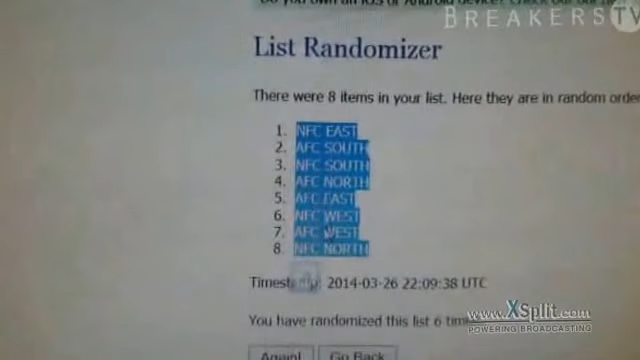 BREAKERS TV
List Randomizer
There were 8 items in your list. Here they are in random order
1. NFC EAST
2. AFC SOUTH
3. NFC SOUTH
4. AFC NORTH
5. AFC EAST
6. NFC WEST
7. AFC WEST
8. NFC NORTH
2014-03-26 22:09:38 UTC
You have randomized this list 6
www.XSplit.com
POWERING BROADCASTING
Again! Go Back